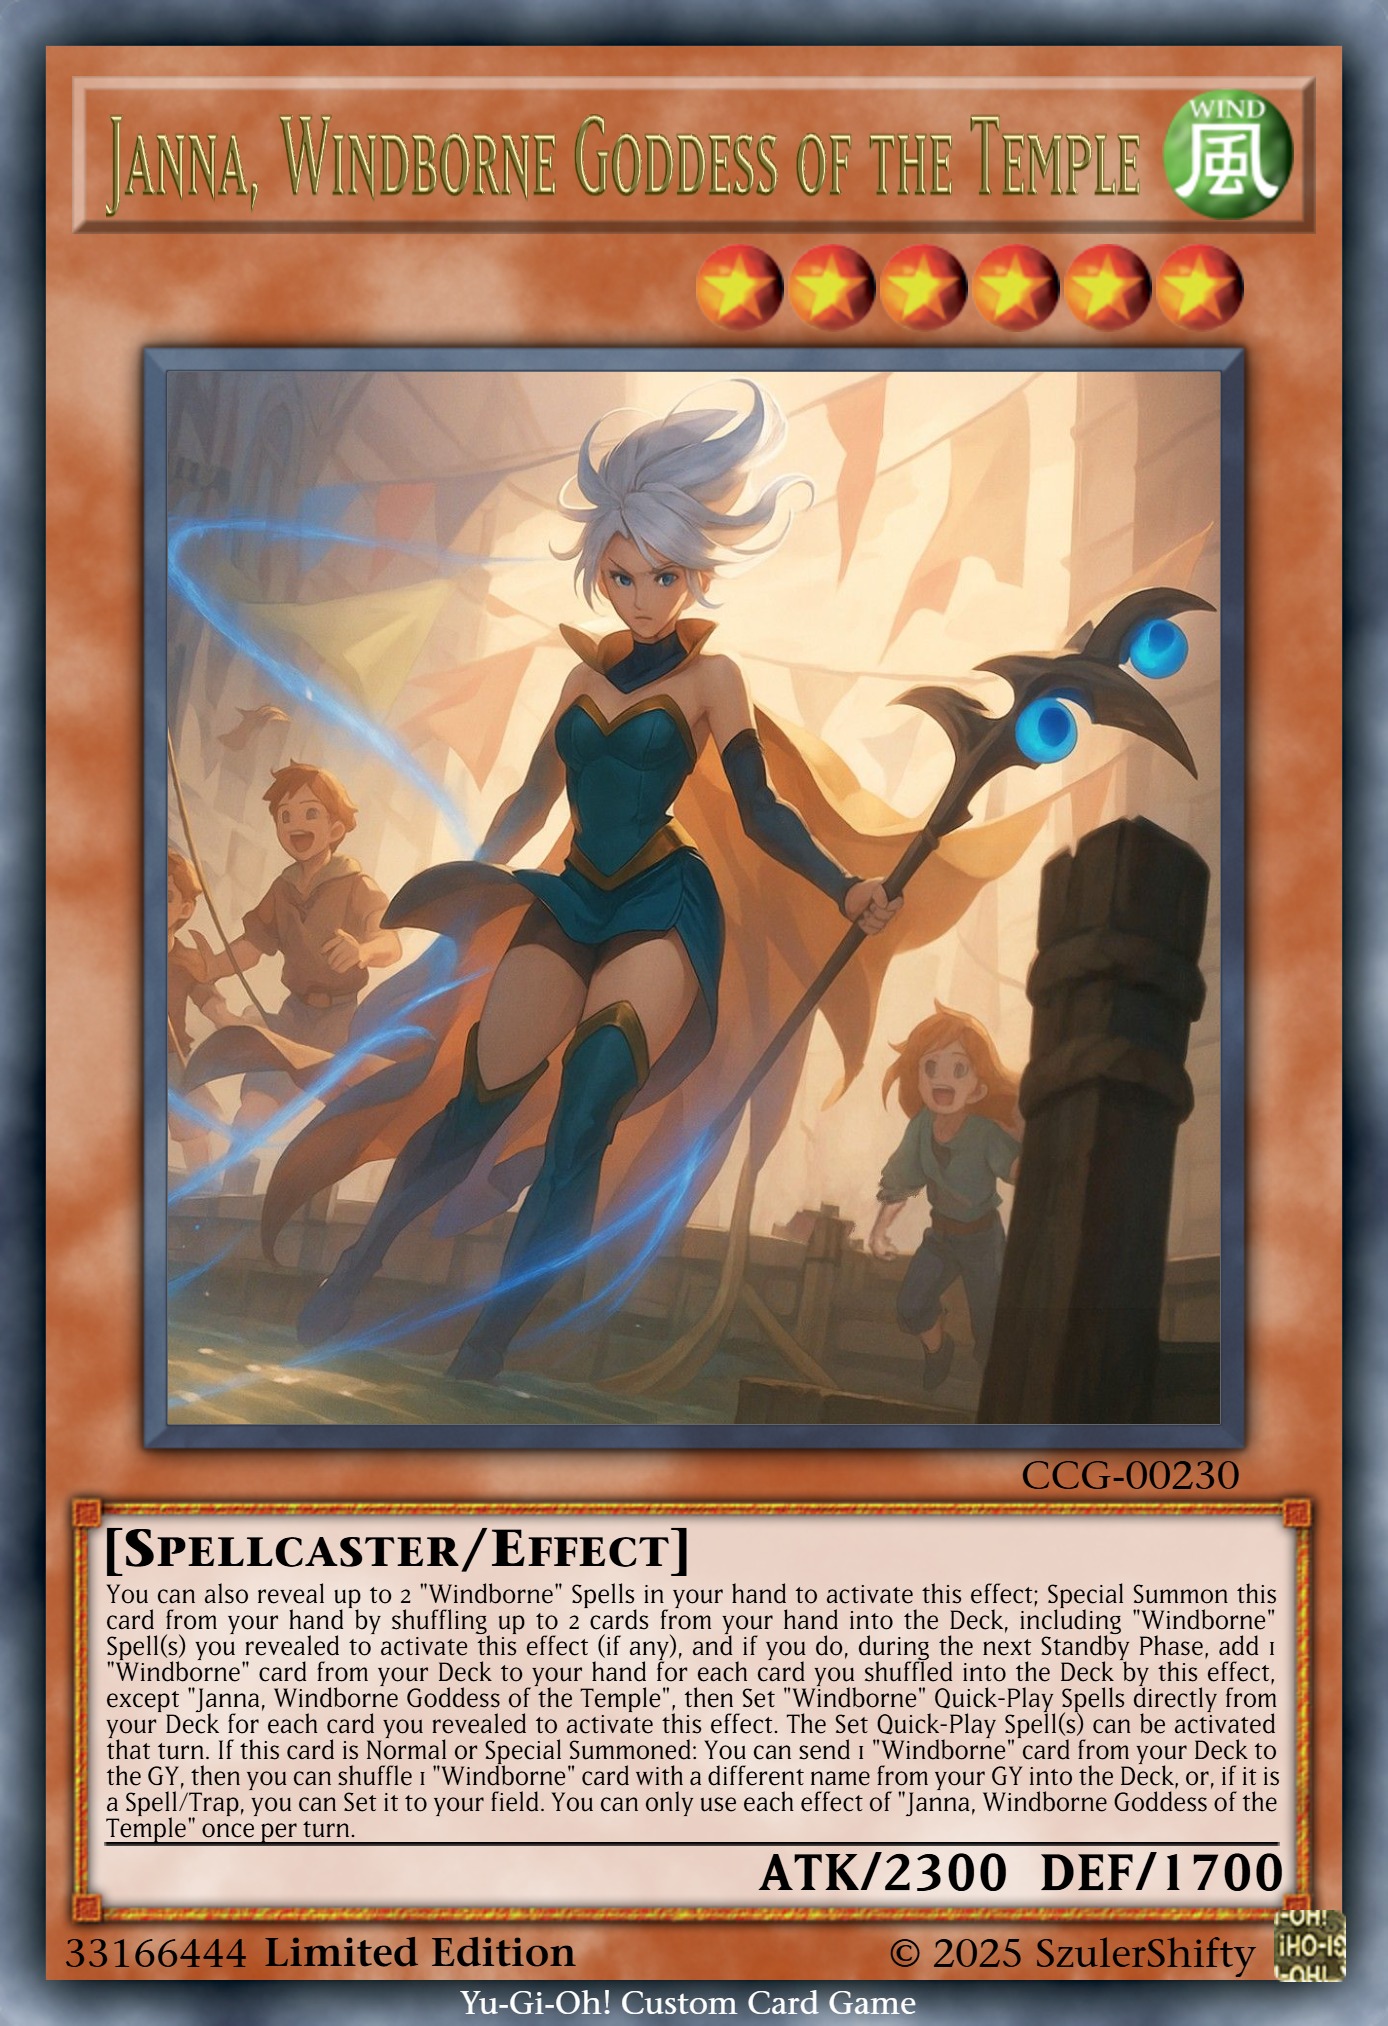 JANNA, WINDBORNE GODDESS OF THE TEMPLE
WIND
風
CCG-00230
[SPELLCASTER/EFFECT]
You can also reveal up to 2 "Windborne" Spells in your hand to activate this effect; Special Summon this
card from your hand by shuffling up to 2 cards from your hand into the Deck, including "Windborne"
Spell(s) you revealed to activate this effect (if any), and if you do, during the next Standby Phase, add 1
"Windborne" card from your Deck to your hand for each card you shuffled into the Deck by this effect,
except "Janna, Windborne Goddess of the Temple", then Set "Windborne" Quick-Play Spells directly from
your Deck for each card you revealed to activate this effect. The Set Quick-Play Spell(s) can be activated
that turn. If this card is Normal or Special Summoned: You can send 1 "Windborne" card from your Deck to
the GY, then you can shuffle 1 "Windborne" card with a different name from your GY into the Deck, or, if it is
a Spell/Trap, you can Set it to your field. You can only use each effect of "Janna, Windborne Goddess of the
Temple" once per turn.
ATK/2300 DEF/1700
33166444 Limited Edition
© 2025 SzulerShifty
Yu-Gi-Oh! Custom Card Game